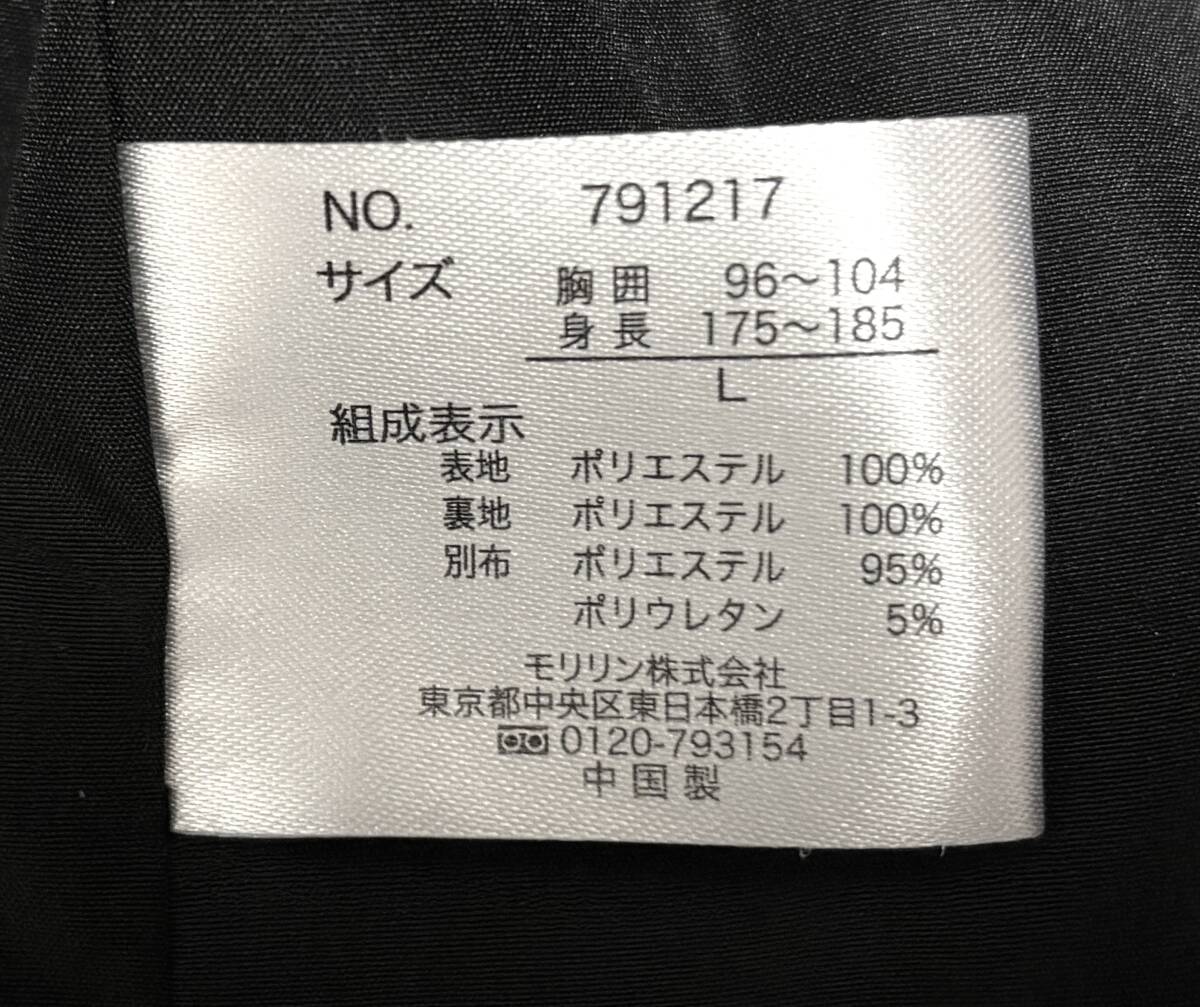 NO. 791217
サイズ 胸囲 96～104
身長 175～185
L
組成表示
表地 ポリエステル 100%
裏地 ポリエステル 100%
別布 ポリエステル 95%
ポリウレタン 5%
モリリン株式会社
東京都中央区東日本橋2丁目1-3
0120-793154
中国製